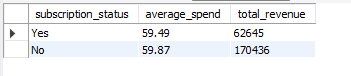 subscription_status average_spend total_revenue
Yes 59.49 62645
No 59.87 170436